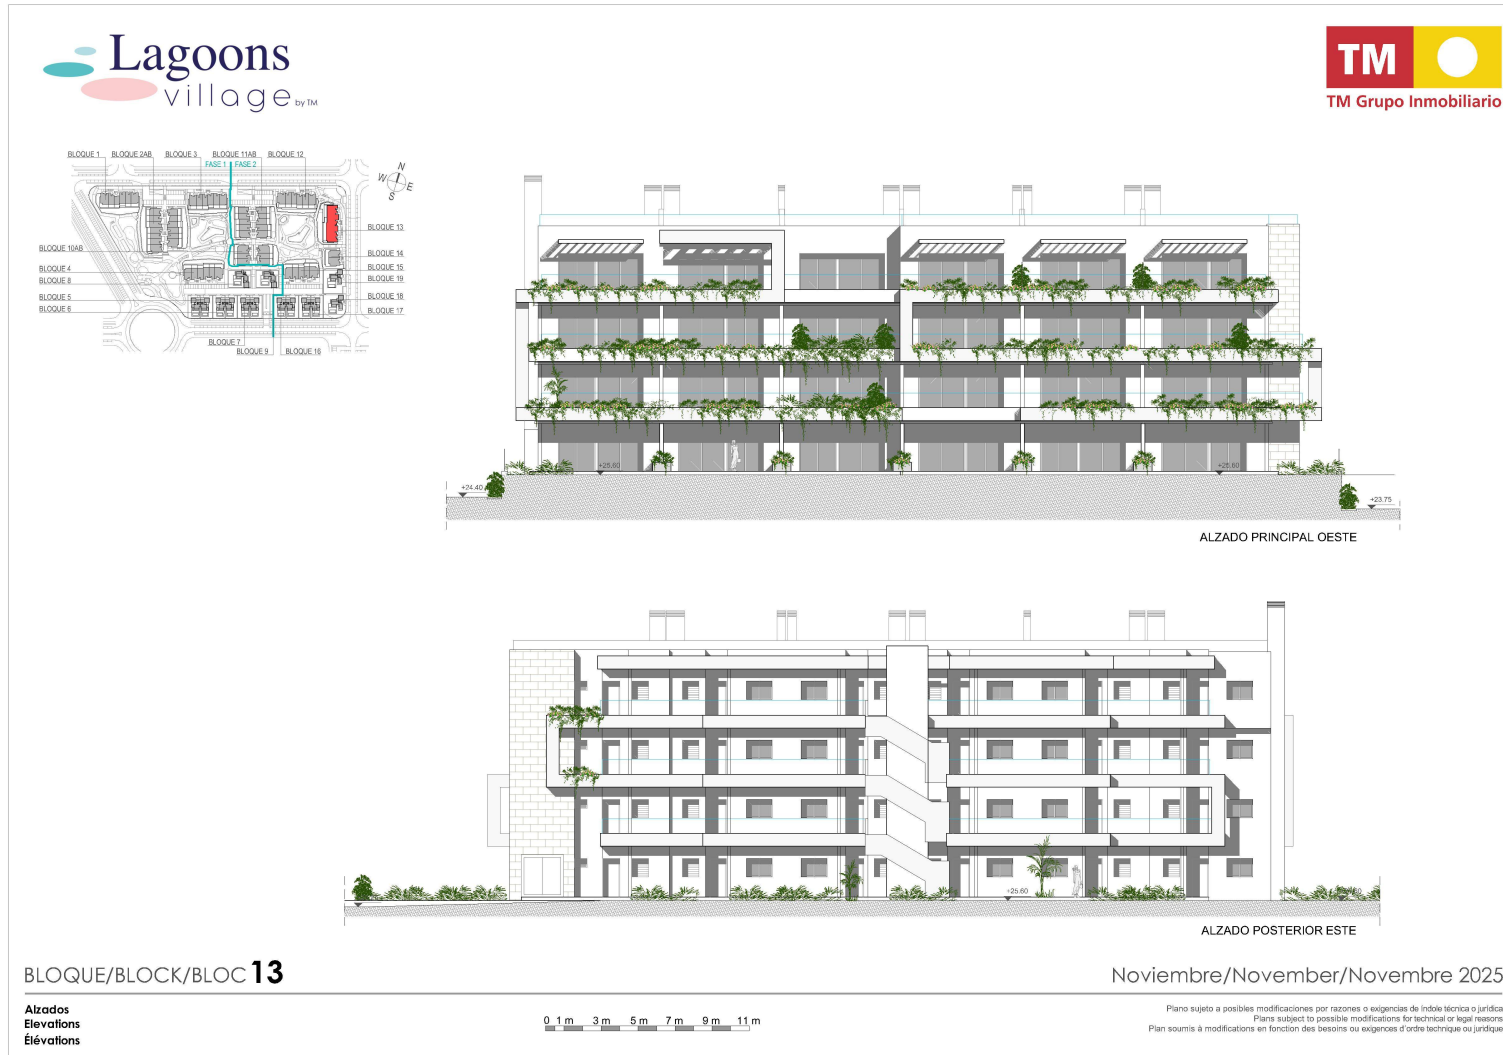 Lagoons
village by TM
TM
TM Grupo Inmobiliario
BLOQUE 1
BLOQUE 2AB
BLOQUE 3
BLOQUE 11AB
BLOQUE 12
FASE 1
FASE 2
N
W
E
S
BLOQUE 13
BLOQUE 10AB
BLOQUE 14
BLOQUE 4
BLOQUE 15
BLOQUE 8
BLOQUE 19
BLOQUE 5
BLOQUE 18
BLOQUE 6
BLOQUE 17
BLOQUE 7
BLOQUE 9
BLOQUE 16
+25.60
+25.60
+24.40
+23.75
ALZADO PRINCIPAL OESTE
+25.60
ALZADO POSTERIOR ESTE
BLOQUE/BLOCK/BLOC 13
Noviembre/November/Novembre 2025
Alzados
Elevations
Élévations
0 1 m 3 m 5 m 7 m 9 m 11 m
Plano sujeto a posibles modificaciones por razones o exigencias de índole técnica o jurídica
Plans subject to possible modifications for technical or legal reasons
Plan soumis à modifications en fonction des besoins ou exigences d'ordre technique ou juridique